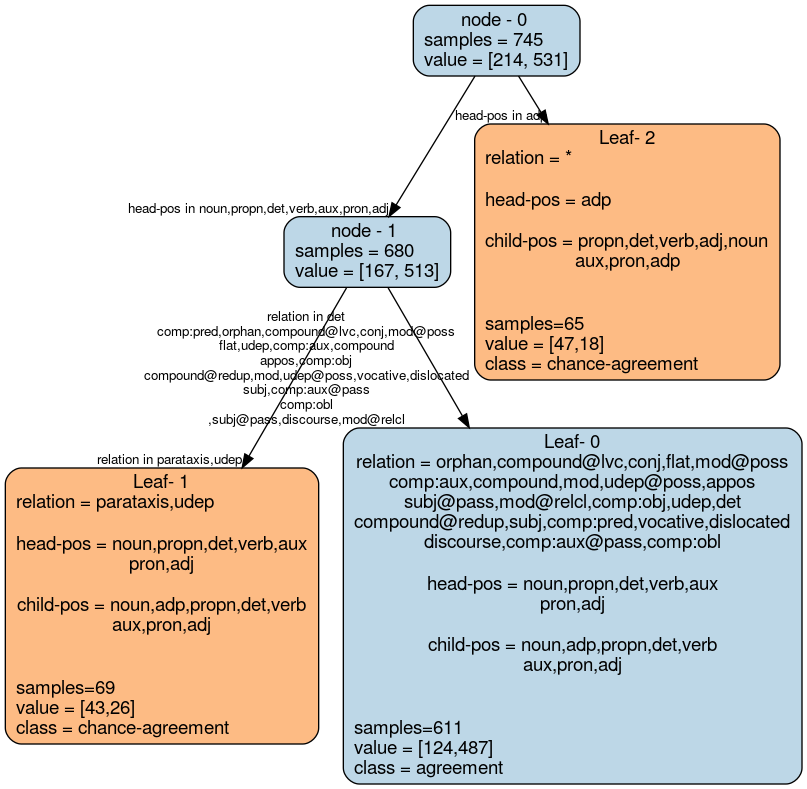 node - 0
samples = 745
value = [214, 531]
head-pos in adp
Leaf- 2
relation = *
head-pos = adp
child-pos = propn,det,verb,adj,noun
aux,pron,adp
samples=65
value = [47,18]
class = chance-agreement
head-pos in noun,propn,det,verb,aux,pron,adj
node - 1
samples = 680
value = [167, 513]
relation in det
comp:pred,orphan,compound@lvc,conj,mod@poss
flat,udep,comp:aux,compound
appos,comp:obj
compound@redup,mod,udep@poss,vocative,dislocated
subj,comp:aux@pass
comp:obl
,subj@pass,discourse,mod@relcl
relation in parataxis,udep
Leaf- 1
relation = parataxis,udep
head-pos = noun,propn,det,verb,aux
pron,adj
child-pos = noun,adp,propn,det,verb
aux,pron,adj
samples=69
value = [43,26]
class = chance-agreement
Leaf- 0
relation = orphan,compound@lvc,conj,flat,mod@poss
comp:aux,compound,mod,udep@poss,appos
subj@pass,mod@relcl,comp:obj,udep,det
compound@redup,subj,comp:pred,vocative,dislocated
discourse,comp:aux@pass,comp:obl
head-pos = noun,propn,det,verb,aux
pron,adj
child-pos = noun,adp,propn,det,verb
aux,pron,adj
samples=611
value = [124,487]
class = agreement